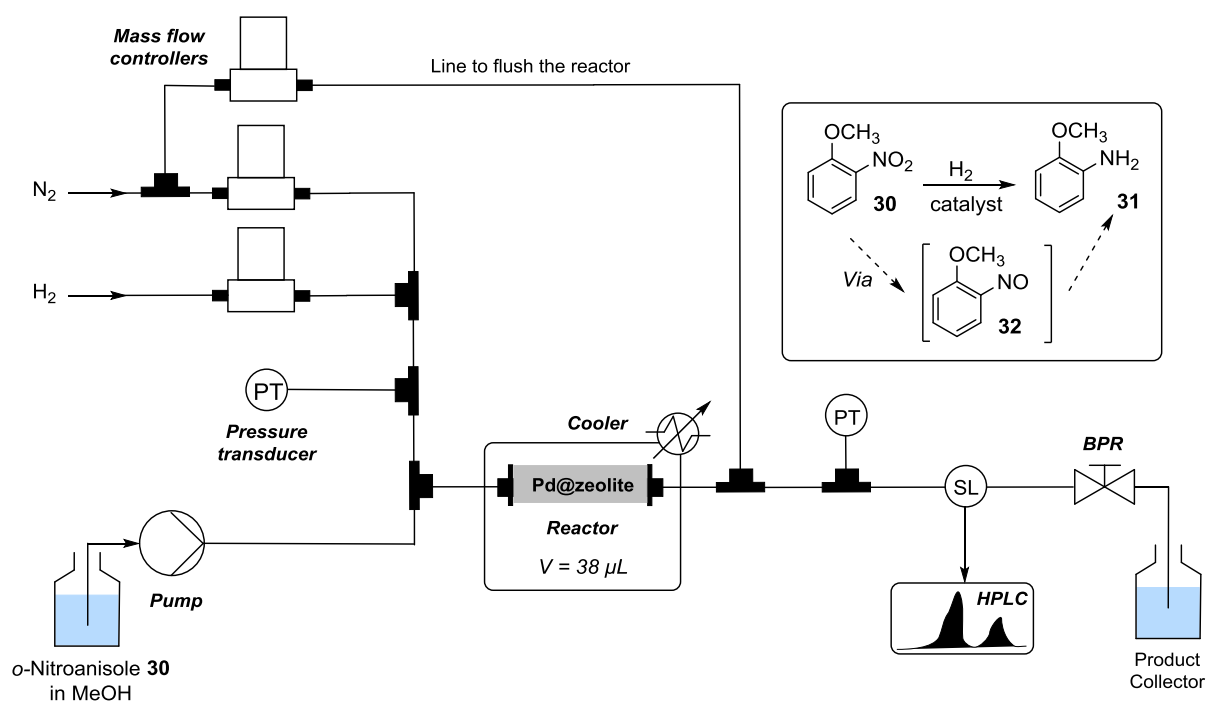 Mass flow
controllers
Line to flush the reactor
N2
H2
PT
Pressure
transducer
Pump
o-Nitroanisole 30
in MeOH
Cooler
Pd@zeolite
Reactor
V = 38 µL
PT
SL
BPR
HPLC
Product
Collector
OCH3
NO2
30
H2
catalyst
OCH3
NH2
31
Via
OCH3
NO
32